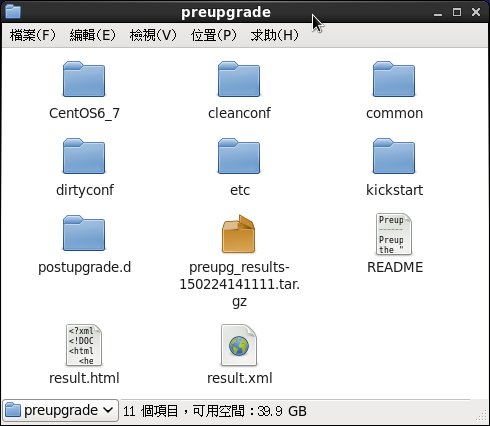 preupgrade
檔案(F) 編輯(E) 檢視(V) 位置(P) 求助(H)
CentOS6_7 cleanconf common
dirtyconf etc kickstart
postupgrade.d preupg_results-
150224141111.tar.
gz
Preup
------
Preup
the "
README
<?xml
<!DOC
<html
<he
result.html result.xml
preupgrade 11 個項目，可用空間：39.9 GB